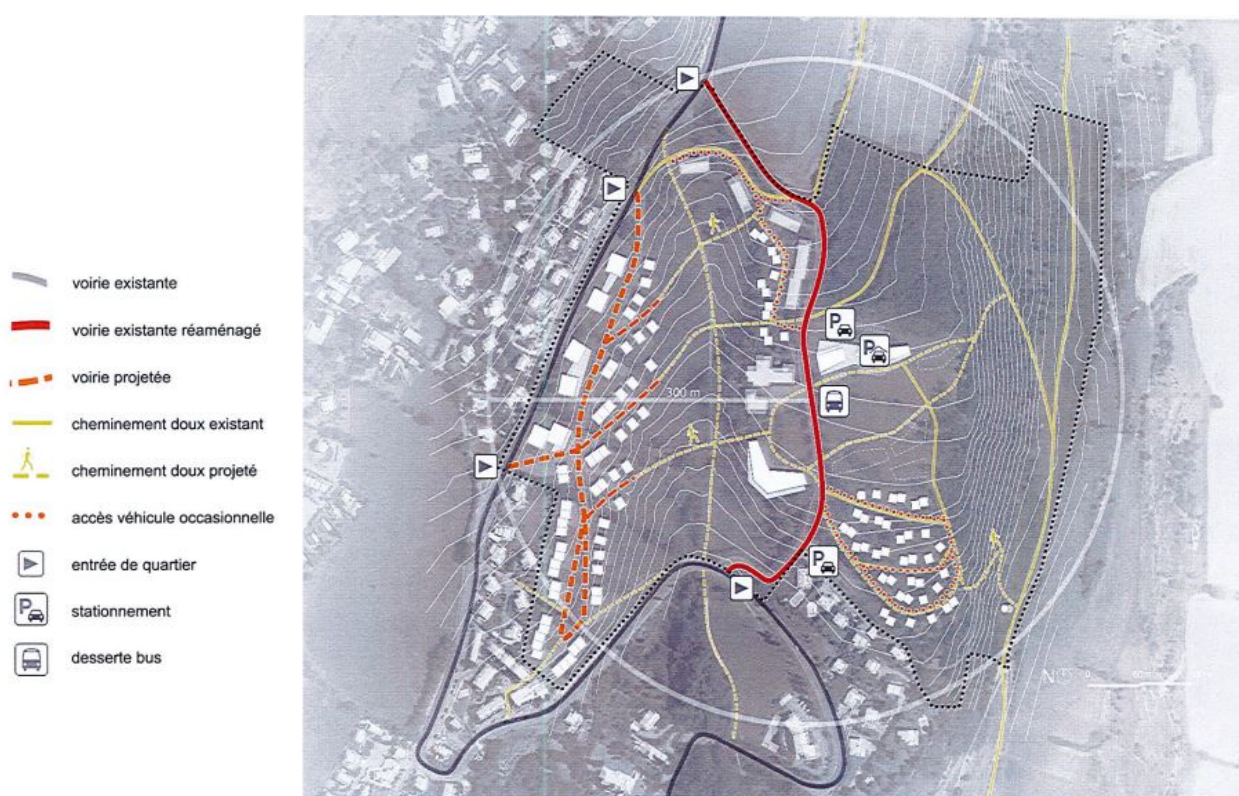 voirie existante
voirie existante réaménagé
voirie projetée
cheminement doux existant
cheminement doux projeté
accès véhicule occasionnelle
entrée de quartier
P
stationnement
desserte bus
P
P
300 m
P
N
0